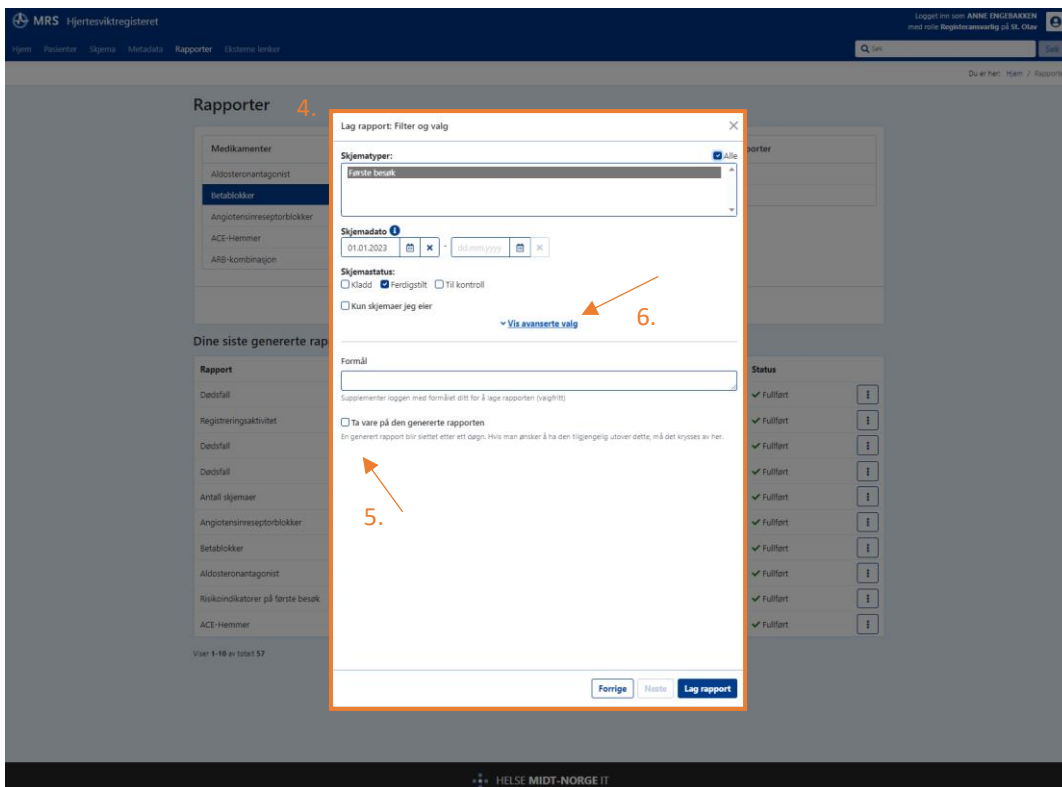 MRS Hjertesviktregisteret
Logget inn som ANNE ENGEBAKKEN
med rolle Registeransvarlig på St. Olav
Hjem Pasienter Skjema Metadata Rapporter Eksterne lenker
Søk
Søk
Du er her: Hjem / Rapporte
Rapporter
4.
Lag rapport: Filter og valg
Medikamenter
porter
Skjematyper:
Alle
Aldosteronantagonist
Første besøk
Betablokker
Angiotensinreseptorblokker
Skjemadato
ACE-Hemmer
01.01.2023 - dd.mm.yyyy
ARB-kombinasjon
Skjemastatus:
Kladd Ferdigstilt Til kontroll
Kun skjemaer jeg eier
6.
Vis avanserte valg
Dine siste genererte rap
Formål
Rapport
Status
Supplementer loggen med formålet ditt for å lage rapporten (valgfritt)
Dødsfall
Fullført
Registreringsaktivitet
Ta vare på den genererte rapporten
Fullført
En generert rapport blir slettet etter ett døgn. Hvis man ønsker å ha den tilgjengelig utover dette, må det krysses av her.
Dødsfall
Fullført
Dødsfall
Fullført
Antall skjemaer
Fullført
5.
Angiotensinreseptorblokker
Fullført
Betablokker
Fullført
Aldosteronantagonist
Fullført
Risikoindikatorer på første besøk
Fullført
ACE-Hemmer
Fullført
Viser 1-10 av totalt 57
Forrige Neste Lag rapport
HELSE MIDT-NORGE IT